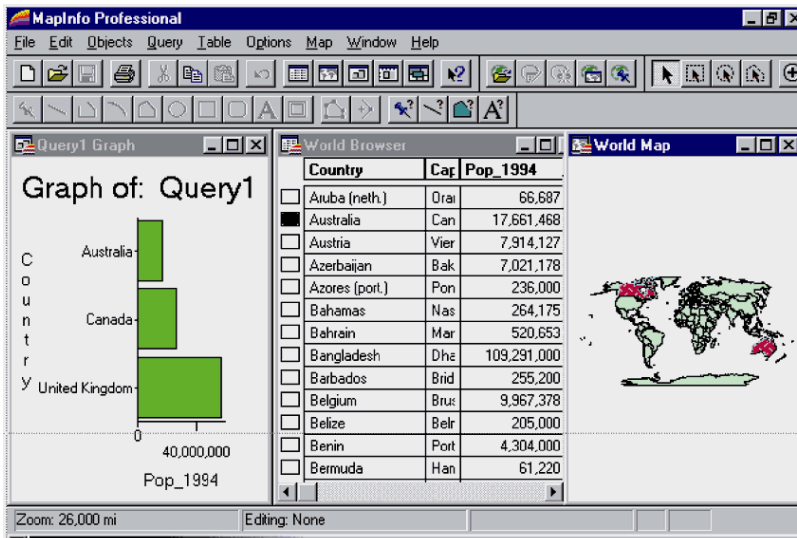 MapInfo Professional
File Edit Objects Query Table Options Map Window Help
A ? ? ? A?
Query1 Graph
Graph of: Query1
Country
Australia
Canada
United Kingdom
0
40,000,000
Pop_1994
World Browser
Country Cap Pop_1994
Aruba (neth.) Oran 66,687
Australia Can 17,661,468
Austria Vien 7,914,127
Azerbaijan Bak 7,021,178
Azores (port.) Pon 236,000
Bahamas Nas 264,175
Bahrain Mar 520,653
Bangladesh Dha 109,291,000
Barbados Brid 255,200
Belgium Brus 9,967,378
Belize Belr 205,000
Benin Port 4,304,000
Bermuda Han 61,220
World Map
Zoom: 26,000 mi Editing: None